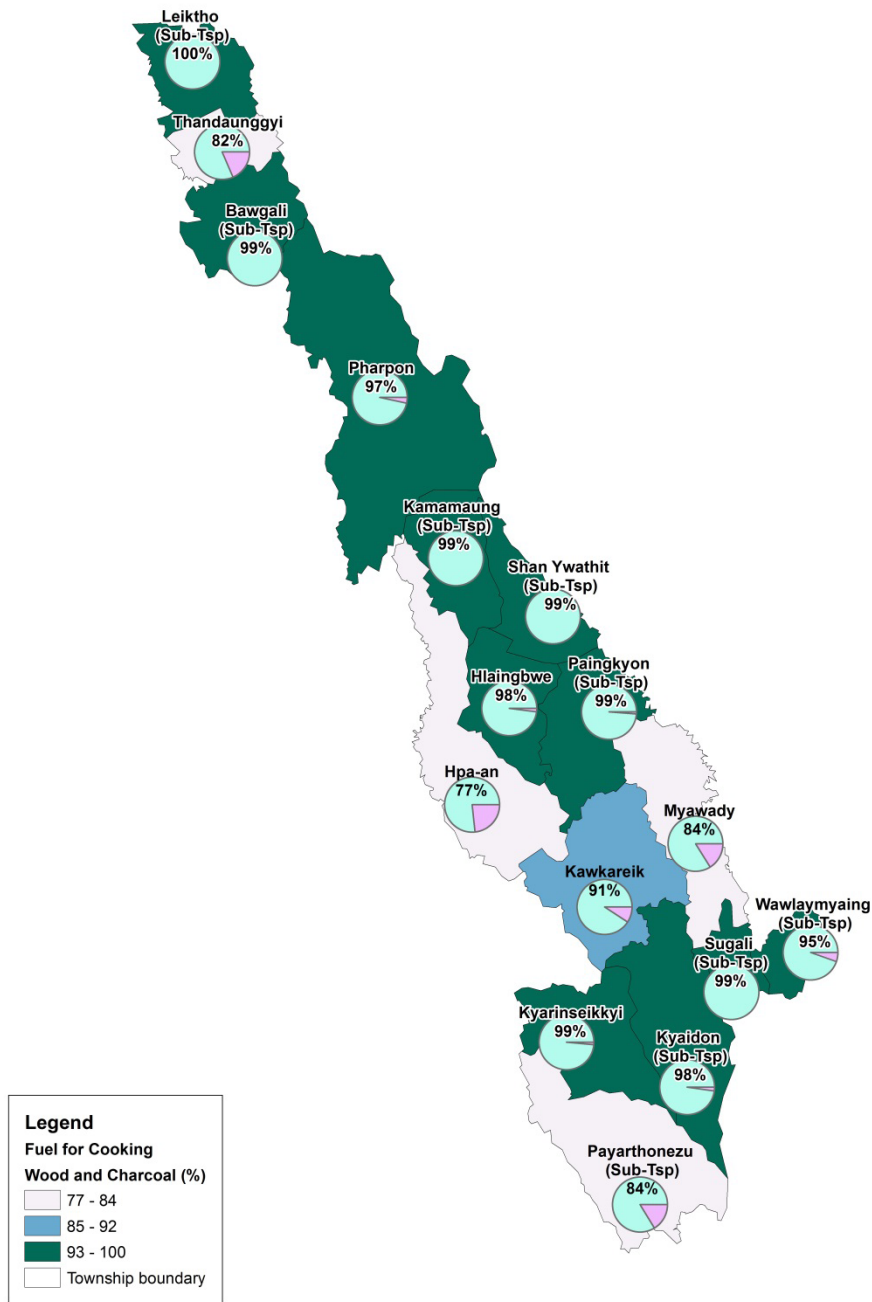 Leiktho
(Sub-Tsp)
100%
Thandaunggyi
82%
Bawgali
(Sub-Tsp)
99%
Pharpon
97%
Kamamaung
(Sub-Tsp)
99%
Shan Ywathit
(Sub-Tsp)
99%
Hlaingbwe
98%
Paingkyon
(Sub-Tsp)
99%
Hpa-an
77%
Myawady
84%
Kawkareik
91%
Wawlaymyaing
(Sub-Tsp)
95%
Sugali
(Sub-Tsp)
99%
Kyarinseikkyi
99%
Kyaidon
(Sub-Tsp)
98%
Payarthonezu
(Sub-Tsp)
84%
Legend
Fuel for Cooking
Wood and Charcoal (%)
77 - 84
85 - 92
93 - 100
Township boundary